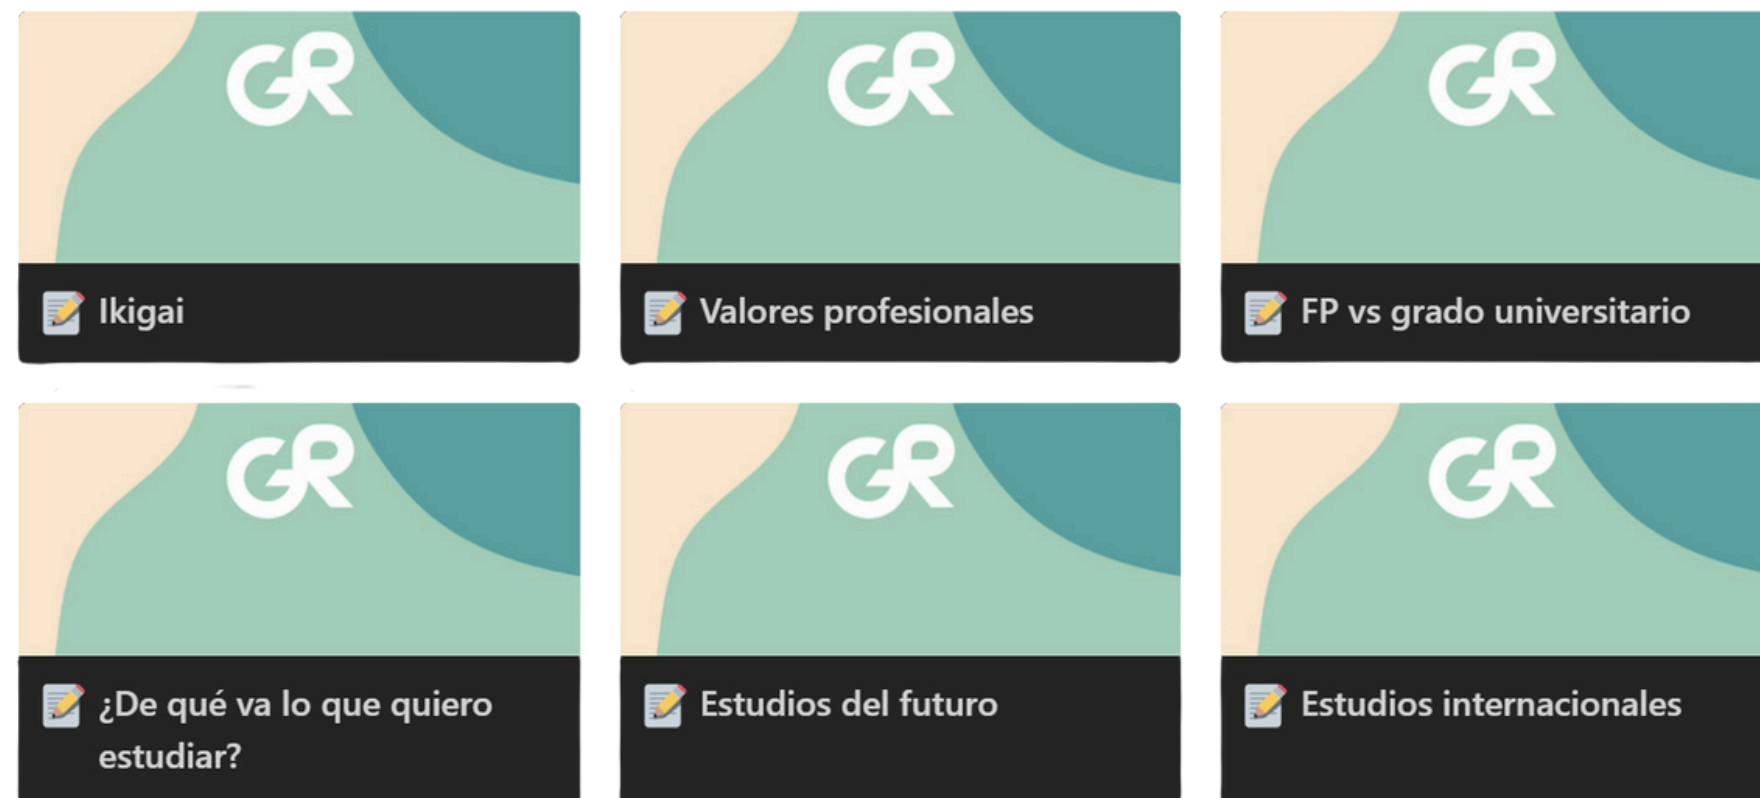 GR
GR
GR
Ikigai
Valores profesionales
FP vs grado universitario
GR
GR
GR
¿De qué va lo que quiero
estudiar?
Estudios del futuro
Estudios internacionales